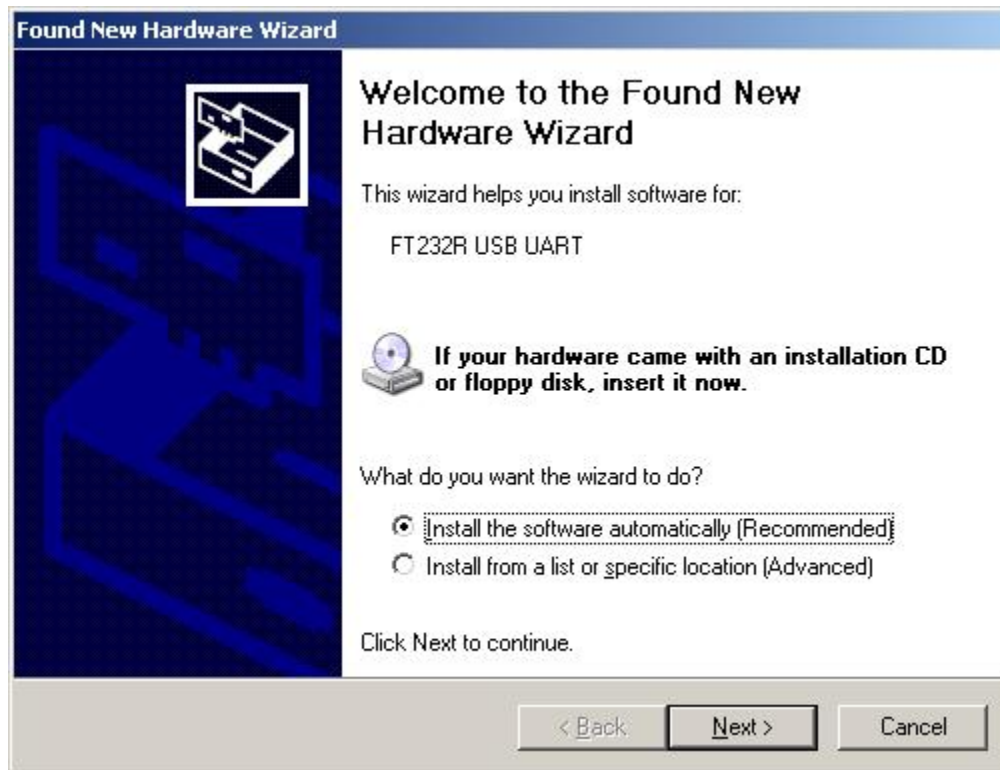 Found New Hardware Wizard
Welcome to the Found New
Hardware Wizard
This wizard helps you install software for:
FT232R USB UART
If your hardware came with an installation CD
or floppy disk, insert it now.
What do you want the wizard to do?
Install the software automatically (Recommended)
Install from a list or specific location (Advanced)
Click Next to continue.
< Back Next > Cancel